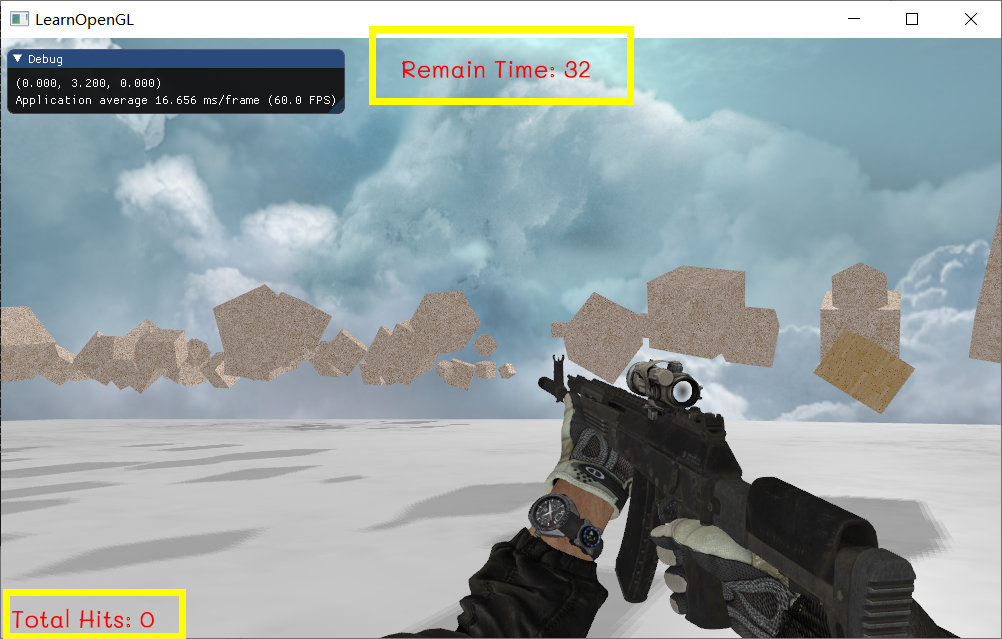 LearnOpenGL
Debug
(0.000, 3.200, 0.000)
Application average 16.656 ms/frame (60.0 FPS)
Remain Time: 32
Total Hits: 0